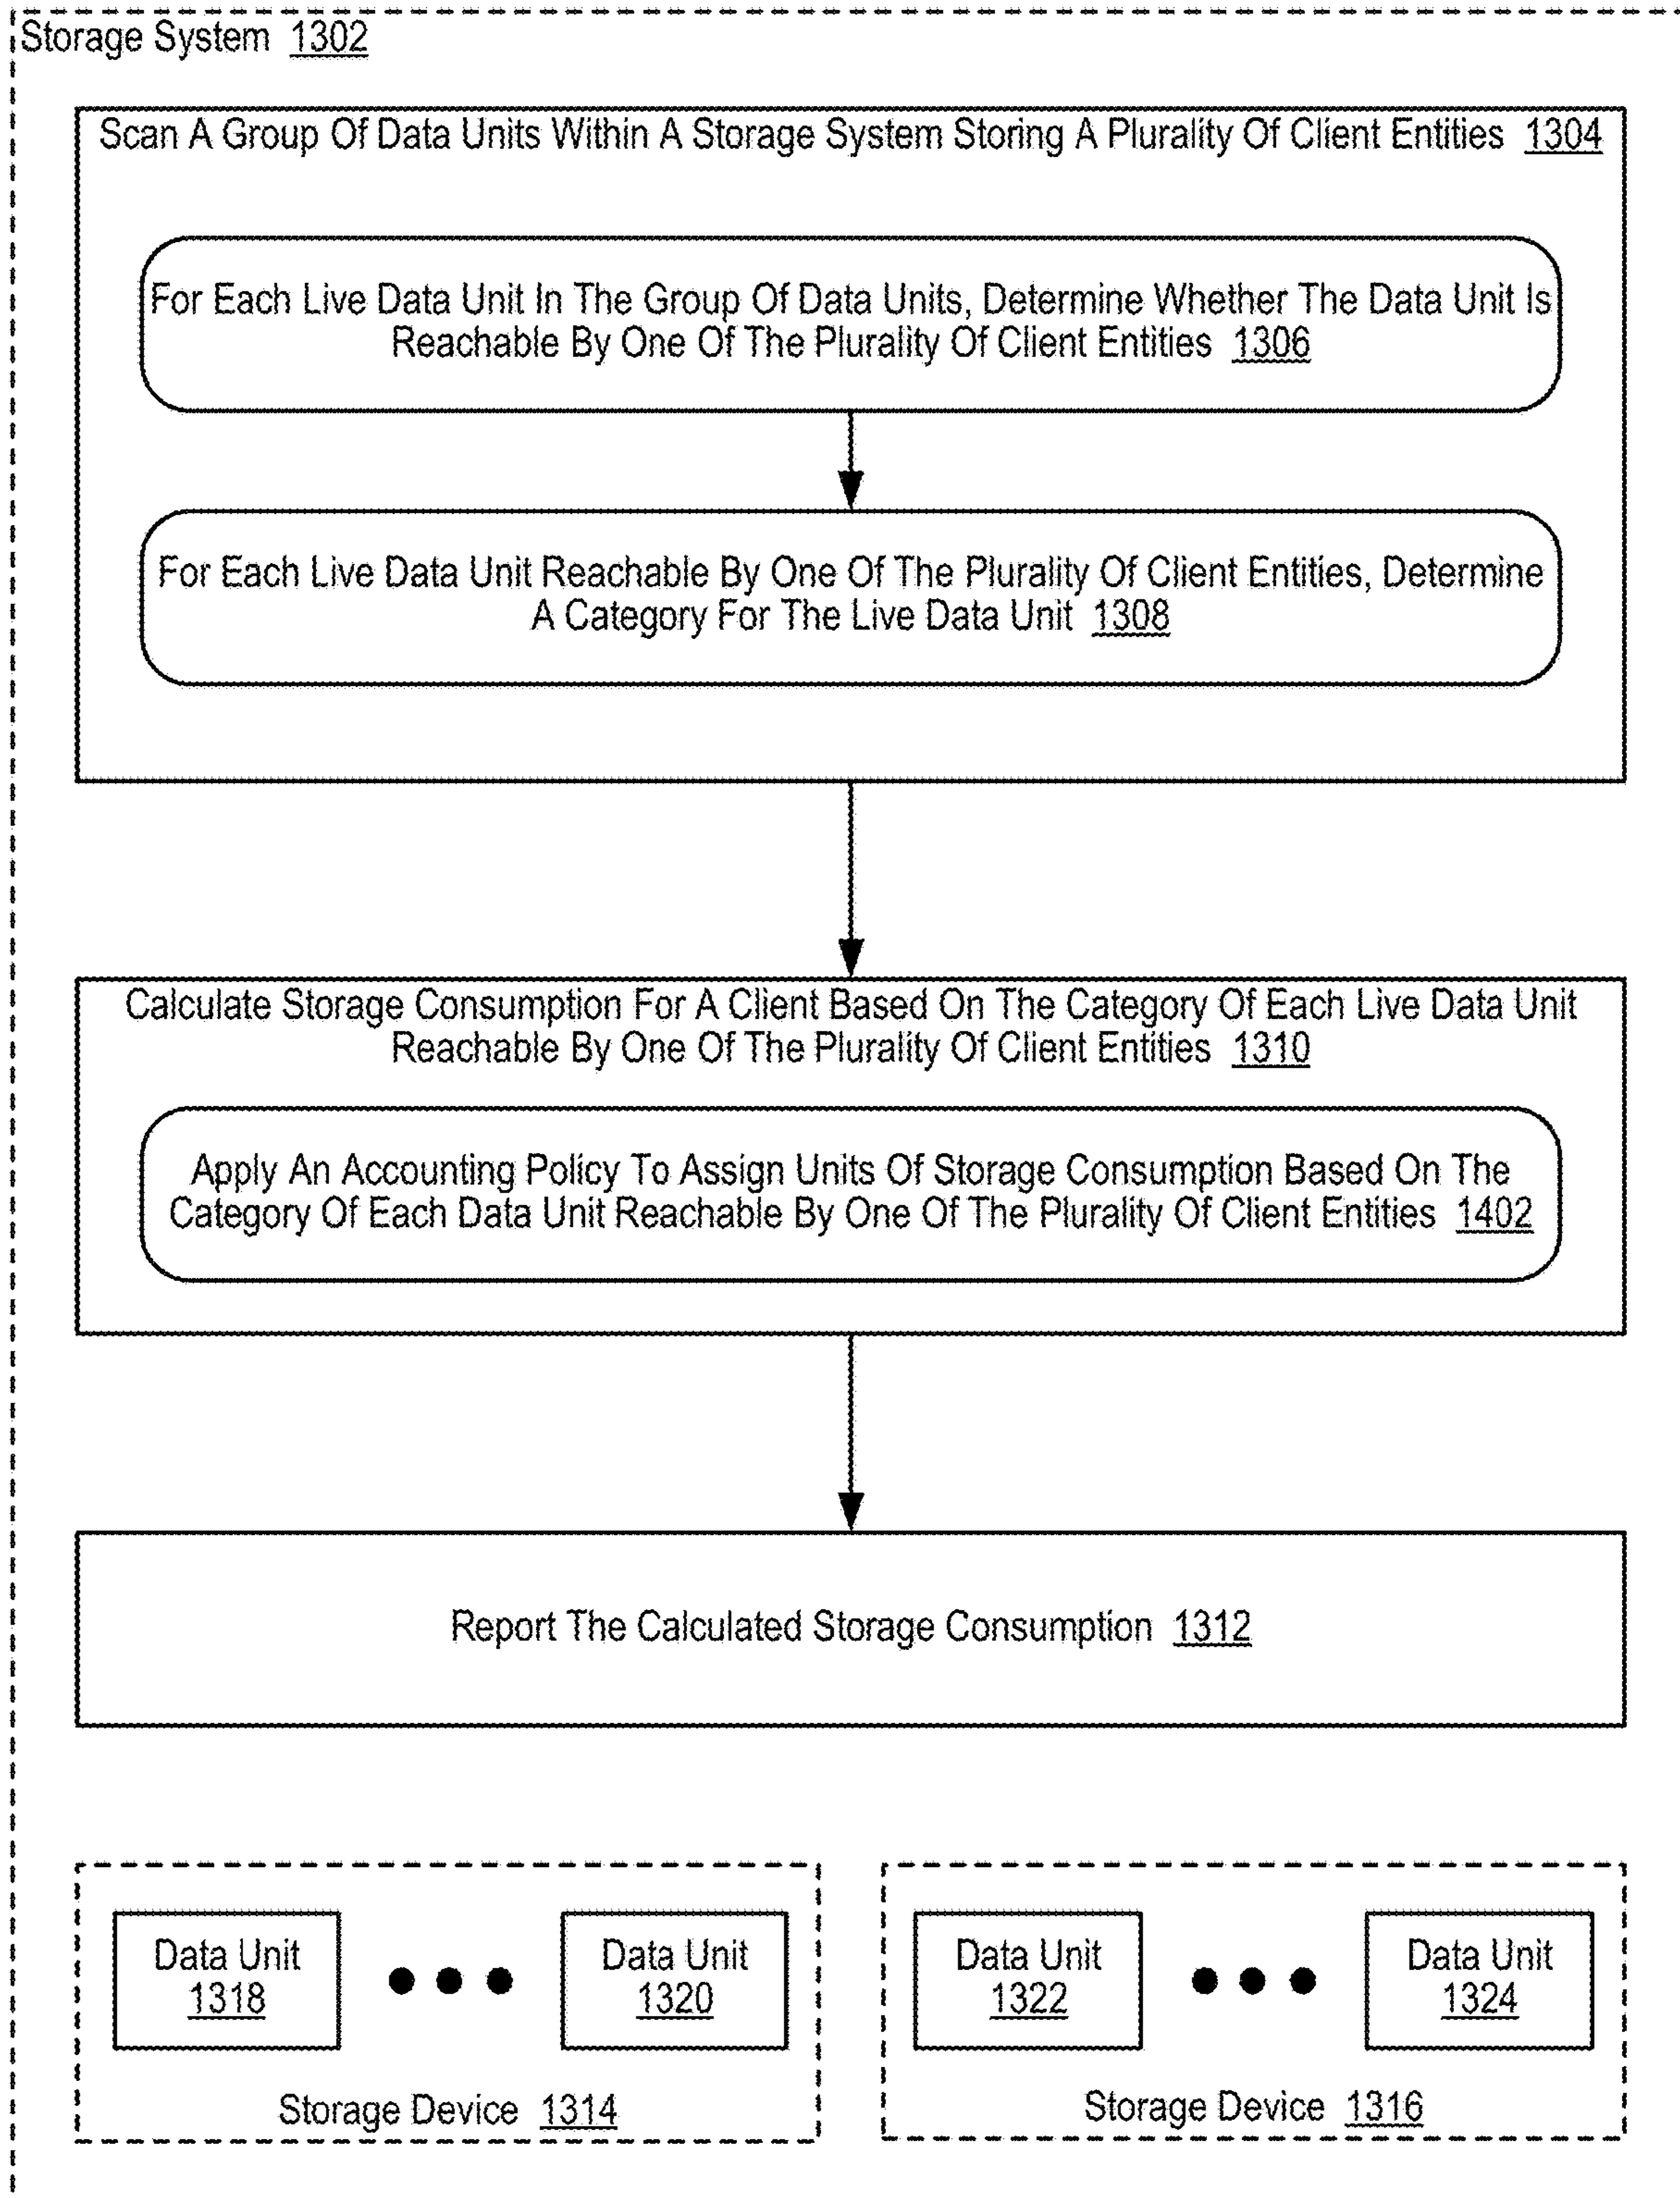 Storage System 1302
Scan A Group Of Data Units Within A Storage System Storing A Plurality Of Client Entities 1304
For Each Live Data Unit In The Group Of Data Units, Determine Whether The Data Unit Is
Reachable By One Of The Plurality Of Client Entities 1306
For Each Live Data Unit Reachable By One Of The Plurality Of Client Entities, Determine
A Category For The Live Data Unit 1308
Calculate Storage Consumption For A Client Based On The Category Of Each Live Data Unit
Reachable By One Of The Plurality Of Client Entities 1310
Apply An Accounting Policy To Assign Units Of Storage Consumption Based On The
Category Of Each Data Unit Reachable By One Of The Plurality Of Client Entities 1402
Report The Calculated Storage Consumption 1312
Data Unit
1318
Data Unit
1320
Storage Device 1314
Data Unit
1322
Data Unit
1324
Storage Device 1316